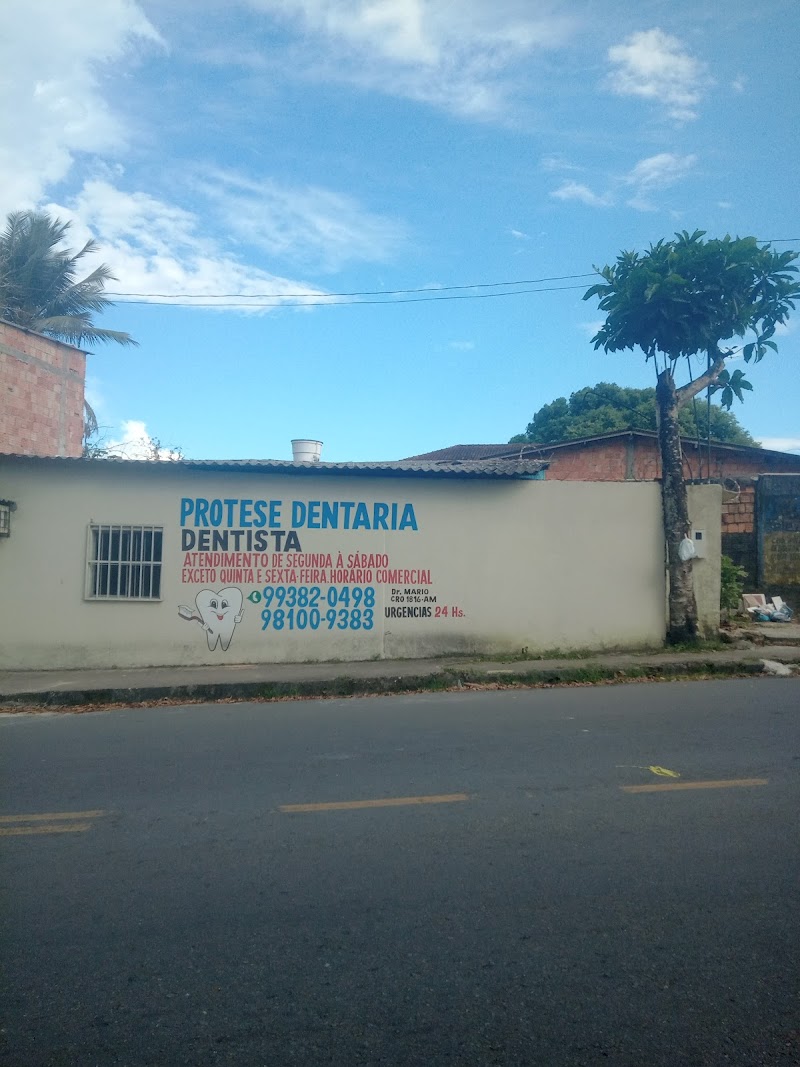 PROTESE DENTARIA
DENTISTA
ATENDIMENTO DE SEGUNDA À SÁBADO
EXCETO QUINTA E SEXTA-FEIRA. HORÁRIO COMERCIAL
99382-0498
98100-9383
Dr. MARIO
CRO 1816-AM
URGENCIAS 24 Hs.